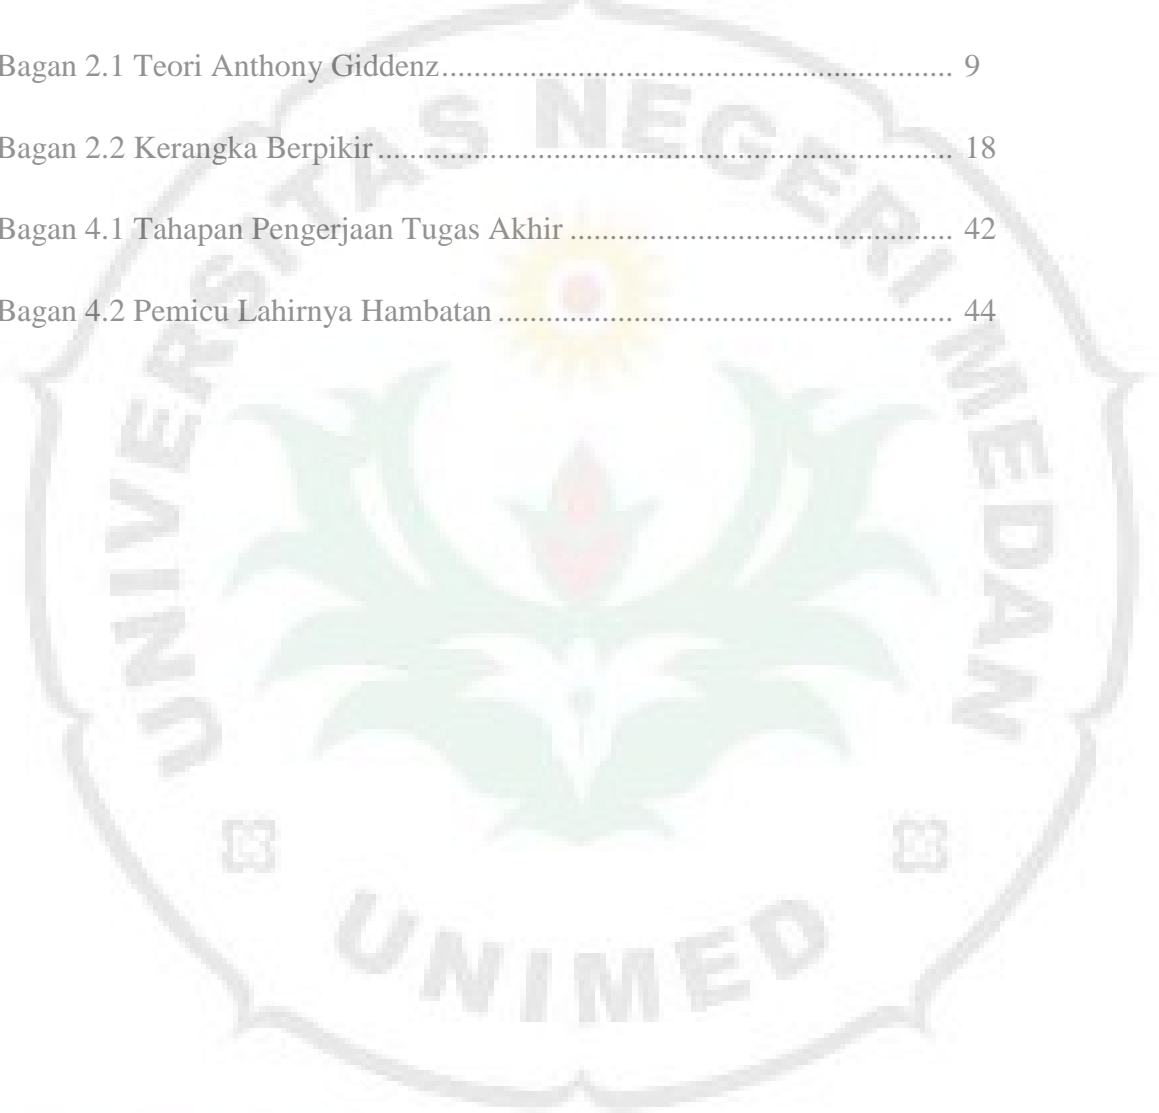 Bagan 2.1 Teori Anthony Giddenz................................................................ 9
Bagan 2.2 Kerangka Berpikir........................................................................ 18
Bagan 4.1 Tahapan Pengerjaan Tugas Akhir................................................ 42
Bagan 4.2 Pemicu Lahirnya Hambatan......................................................... 44
UNIVERSITAS NEGERI MEDAN
UNIMED